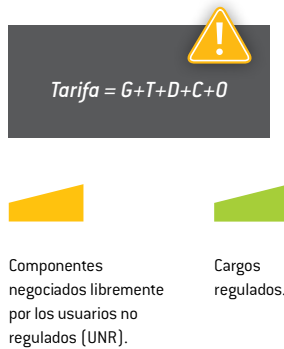 !
Tarifa = G+T+D+C+O
Componentes
negociados libremente
por los usuarios no
regulados (UNR).
Cargos
regulados.